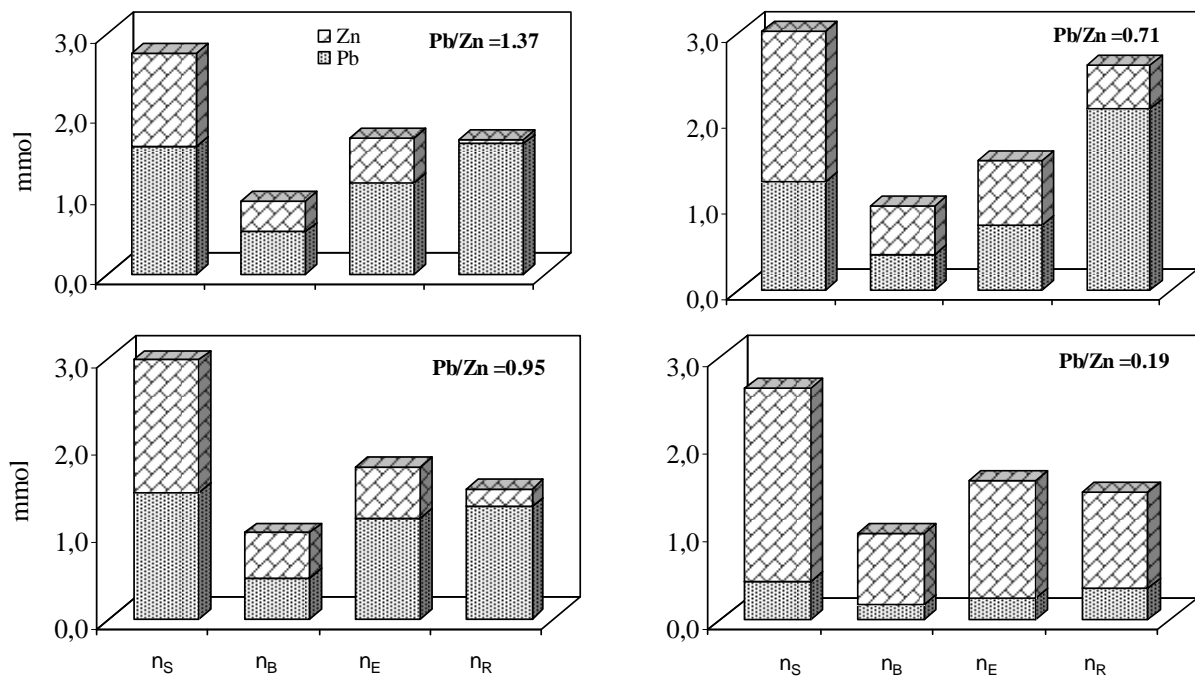 3,0
2,0
1,0
0,0
mmol
Zn
Pb
Pb/Zn =1.37
3,0
2,0
1,0
0,0
Pb/Zn =0.71
3,0
2,0
1,0
0,0
mmol
Pb/Zn =0.95
nS nB nE nR
3,0
2,0
1,0
0,0
Pb/Zn =0.19
nS nB nE nR